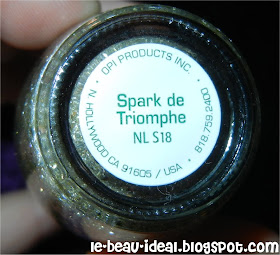 • OPI PRODUCTS INC. •
Spark de
Triomphe
NL S18
N. HOLLYWOOD CA 91605 / USA • 818.759.2400
le-beau-ideal.blogspot.com